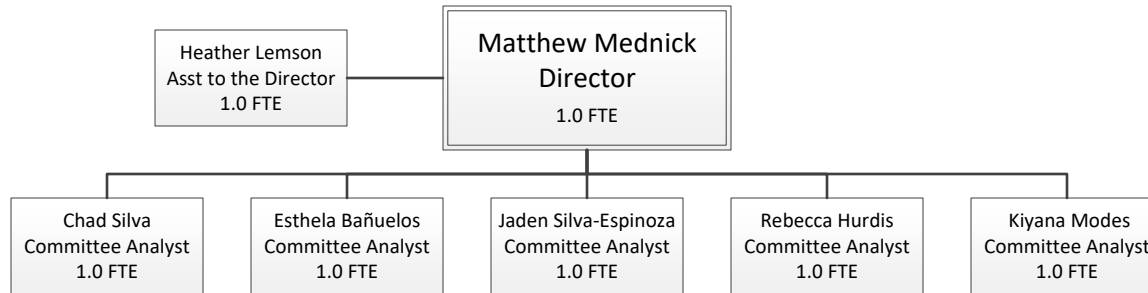 Heather Lemson
Asst to the Director
1.0 FTE
Matthew Mednick
Director
1.0 FTE
Chad Silva
Committee Analyst
1.0 FTE
Esthela Bañuelos
Committee Analyst
1.0 FTE
Jaden Silva-Espinoza
Committee Analyst
1.0 FTE
Rebecca Hurdis
Committee Analyst
1.0 FTE
Kiyana Modes
Committee Analyst
1.0 FTE